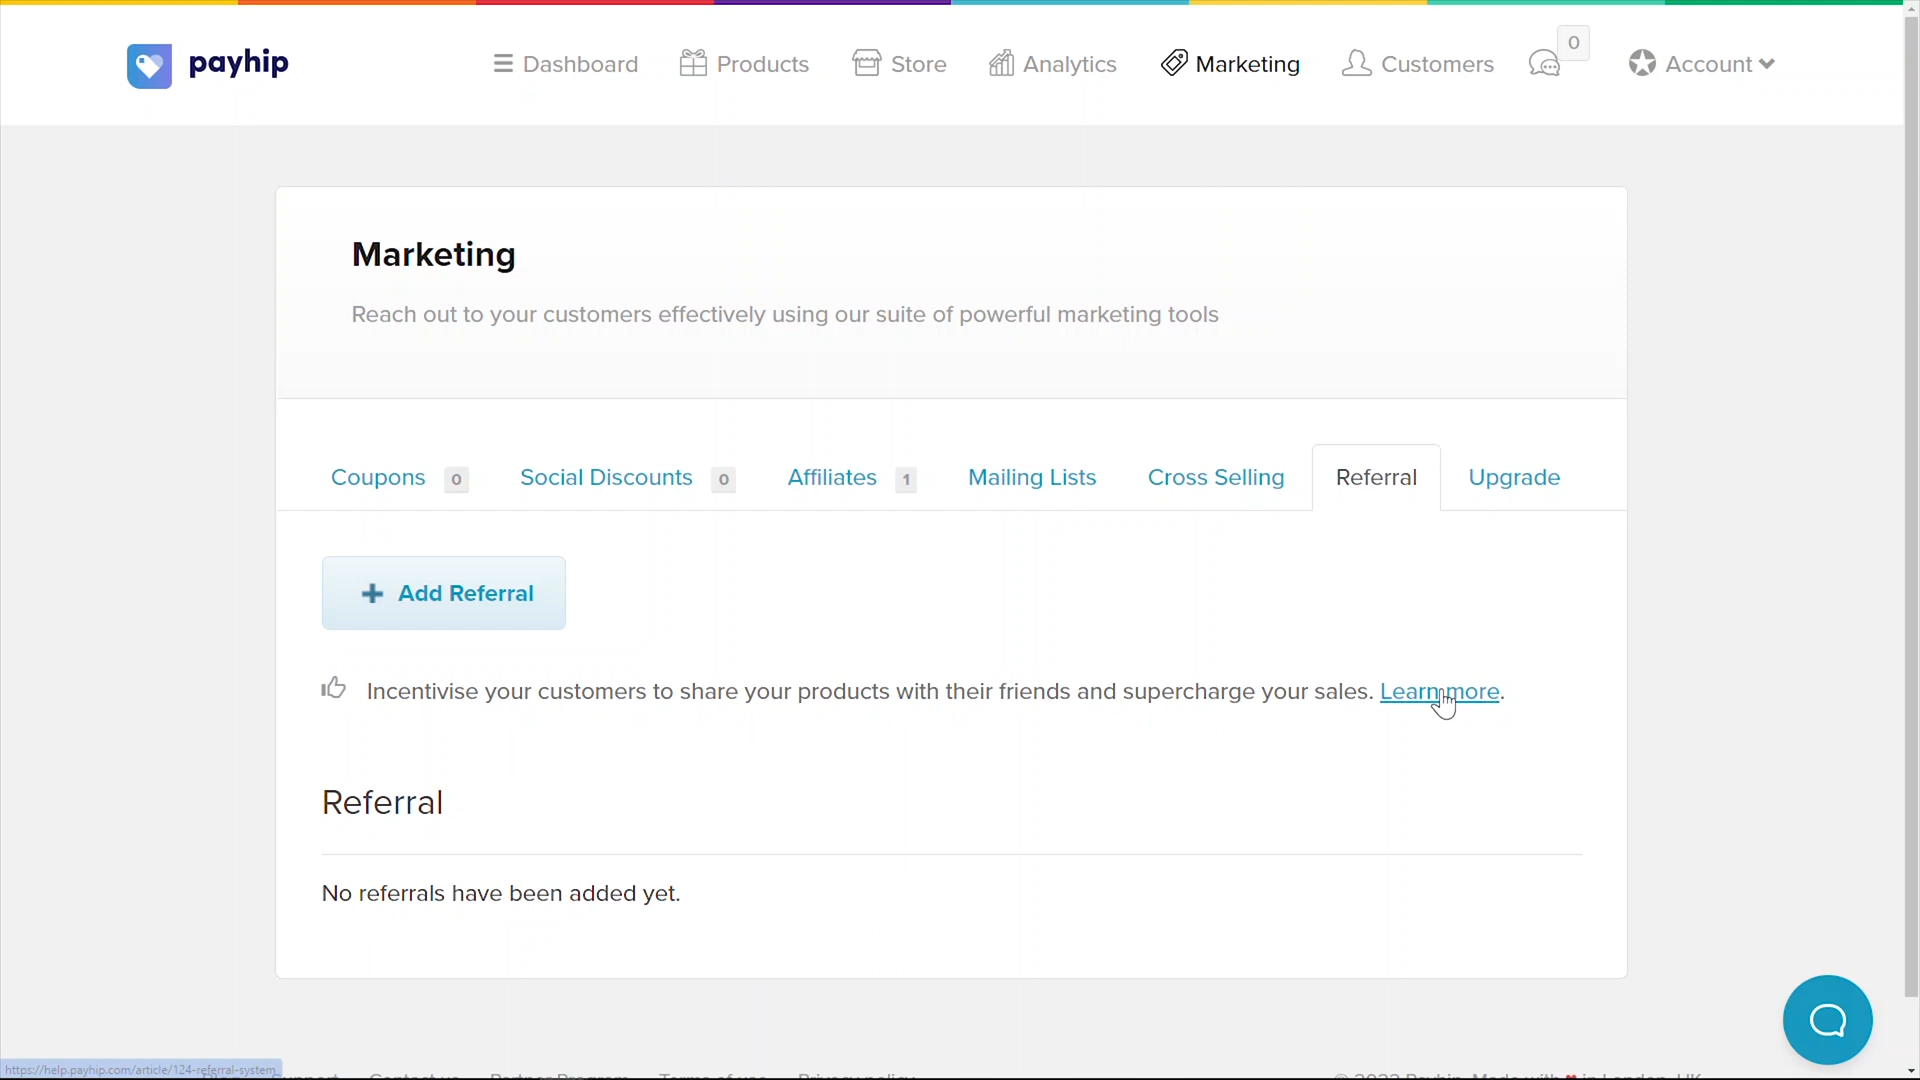 payhip
Dashboard
Products
Store
Analytics
Marketing
Customers
0
Account
Marketing
Reach out to your customers effectively using our suite of powerful marketing tools
Coupons 0
Social Discounts 0
Affiliates 1
Mailing Lists
Cross Selling
Referral
Upgrade
+ Add Referral
Incentivise your customers to share your products with their friends and supercharge your sales. Learn more.
Referral
No referrals have been added yet.
https://help.payhip.com/article/124-referral-system